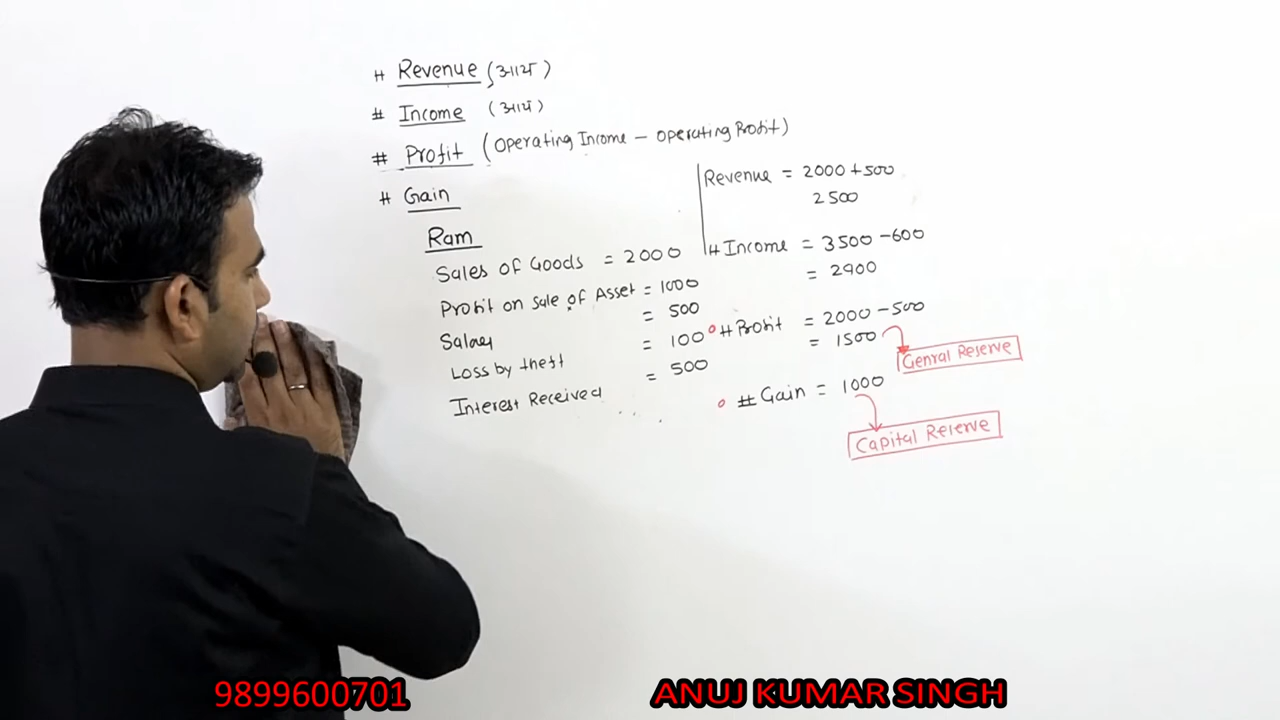 # Revenue (आय)
# Income (आय)
# Profit (Operating Income - Operating Profit)
# Gain
Ram
Sales of Goods = 2000
Profit on sale of Asset = 1000
Salary = 500
Loss by theft = 100
Interest Received = 500
Revenue = 2000 + 500
2500
# Income = 3500 - 600
= 2900
# Profit = 2000 - 500
= 1500
Genral Reserve
# Gain = 1000
Capital Reserve
9899600701
ANUJ KUMAR SINGH